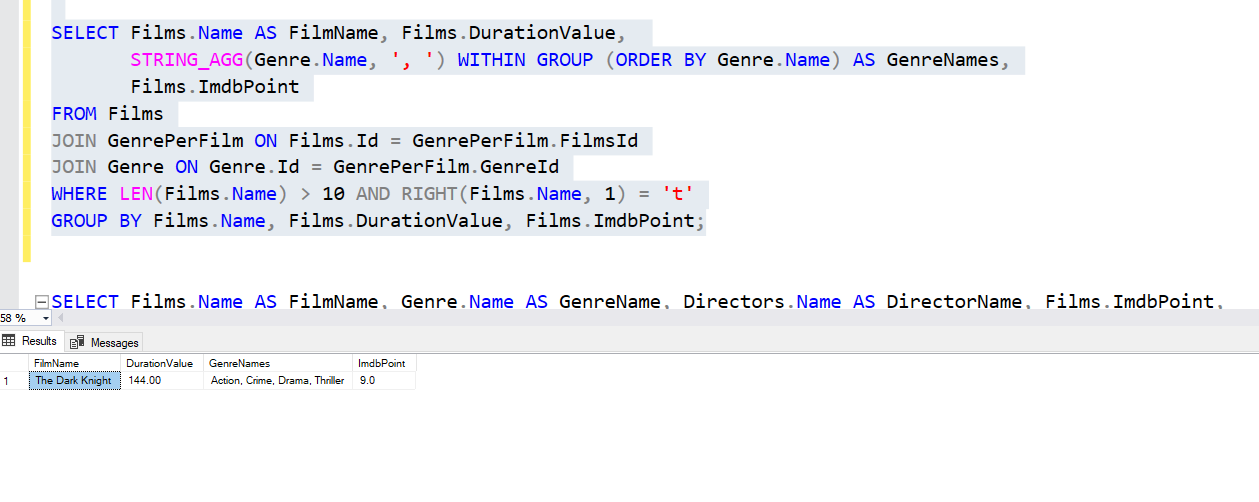 SELECT Films.Name AS FilmName, Films.DurationValue,
STRING_AGG(Genre.Name, ', ') WITHIN GROUP (ORDER BY Genre.Name) AS GenreNames,
Films.ImdbPoint
FROM Films
JOIN GenrePerFilm ON Films.Id = GenrePerFilm.FilmsId
JOIN Genre ON Genre.Id = GenrePerFilm.GenreId
WHERE LEN(Films.Name) > 10 AND RIGHT(Films.Name, 1) = 't'
GROUP BY Films.Name, Films.DurationValue, Films.ImdbPoint;
SELECT Films.Name AS FilmName, Genre.Name AS GenreName, Directors.Name AS DirectorName, Films.ImdbPoint,
58 %
Results Messages
FilmName DurationValue GenreNames ImdbPoint
1 The Dark Knight 144.00 Action, Crime, Drama, Thriller 9.0